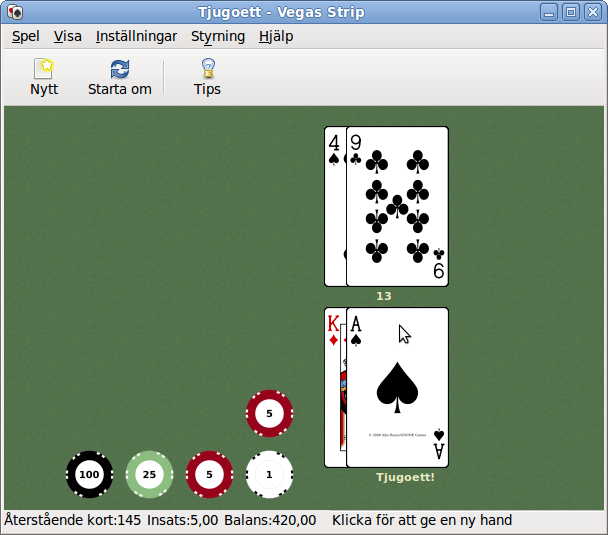 Tjugoett - Vegas Strip
Spel Visa Inställningar Styrning Hjälp
Nytt Starta om Tips
4 9
9
13
K A
A
Tjugoett!
5
100 25 5 1
Återstående kort:145 Insats:5,00 Balans:420,00 Klicka för att ge en ny hand